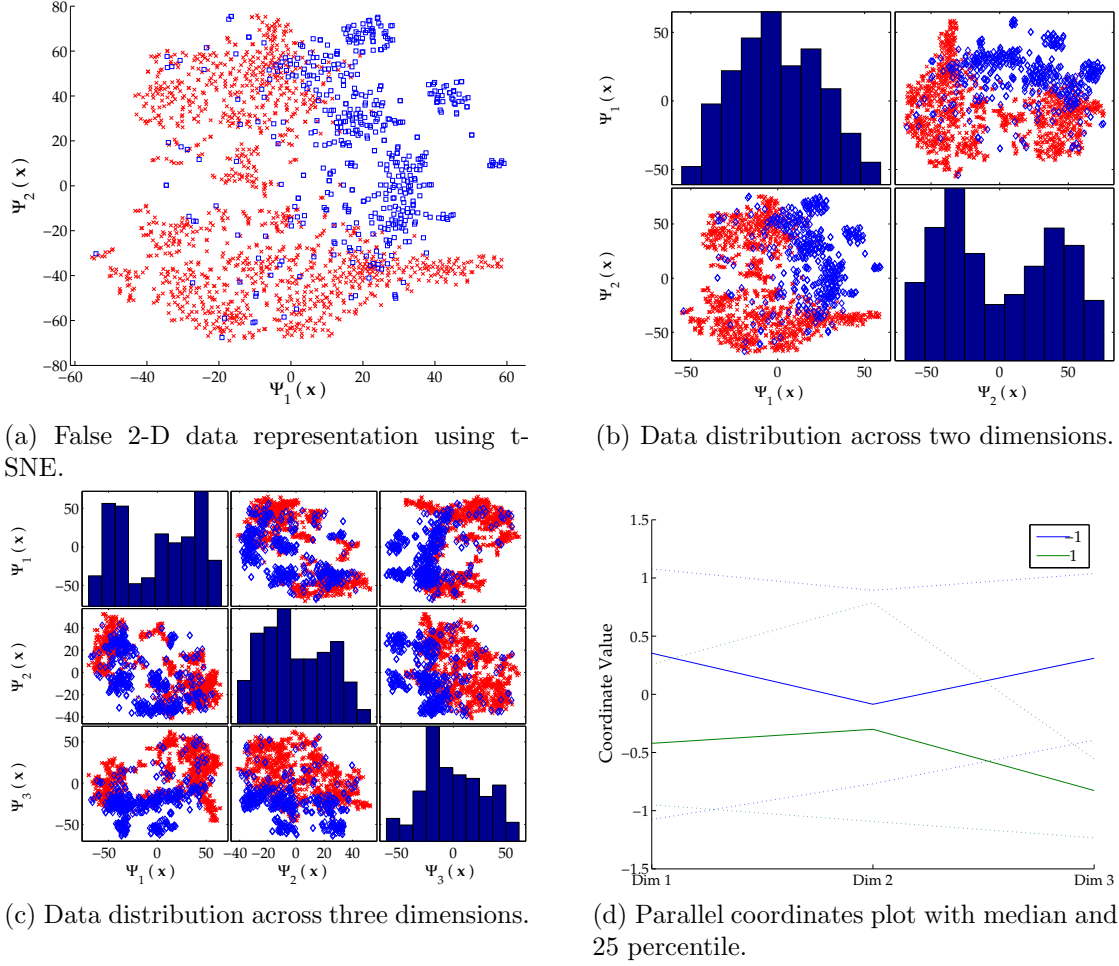 80
60
40
20
0
−20
−40
−60
−80
−60 −40 −20 0 20 40 60
Ψ2(x)
Ψ1(x)
(a) False 2-D data representation using t-
SNE.
50
0
−50
Ψ1(x)
50
0
−50
Ψ2(x)
−50 0 50 −50 0 50
Ψ1(x) Ψ2(x)
(b) Data distribution across two dimensions.
50
0
−50
Ψ1(x)
40
20
0
−20
−40
Ψ2(x)
50
0
−50
Ψ3(x)
−50 0 50 −40 −20 0 20 40 −50 0 50
Ψ1(x) Ψ2(x) Ψ3(x)
(c) Data distribution across three dimensions.
1.5
1
0.5
0
−0.5
−1
−1.5
Coordinate Value
−1
1
Dim 1 Dim 2 Dim 3
(d) Parallel coordinates plot with median and
25 percentile.